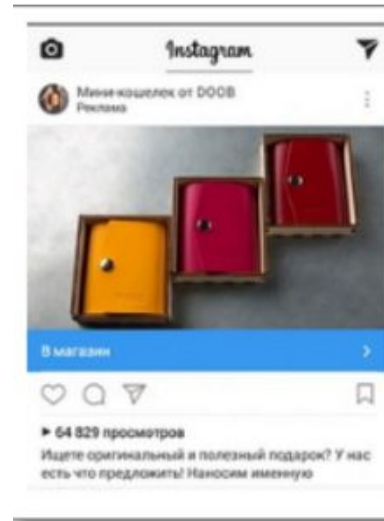 Instagram
Мини-кошелек от DOOB
Реклама
В магазин
64 829 просмотров
Ищете оригинальный и полезный подарок? У нас
есть что предложить! Наносим именную